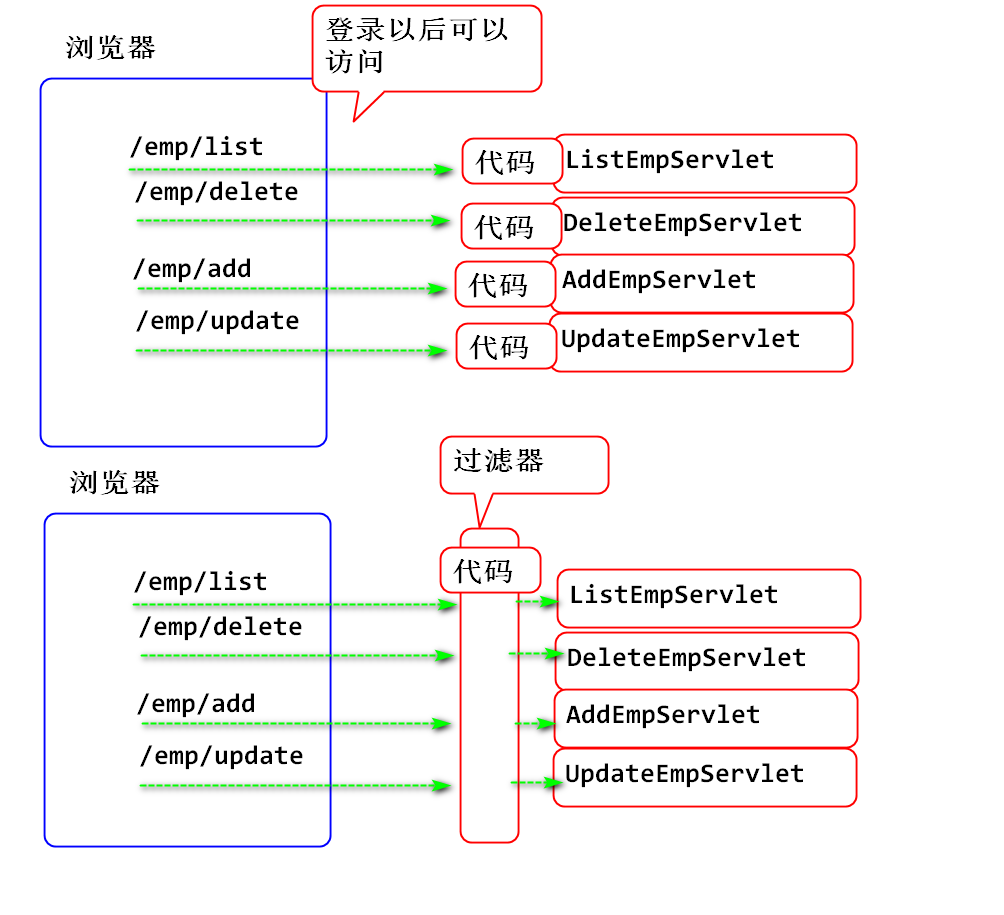 浏览器
登录以后可以
访问
/emp/list
代码
ListEmpServlet
/emp/delete
代码
DeleteEmpServlet
/emp/add
代码
AddEmpServlet
/emp/update
代码
UpdateEmpServlet
浏览器
过滤器
代码
/emp/list
ListEmpServlet
/emp/delete
DeleteEmpServlet
/emp/add
AddEmpServlet
/emp/update
UpdateEmpServlet